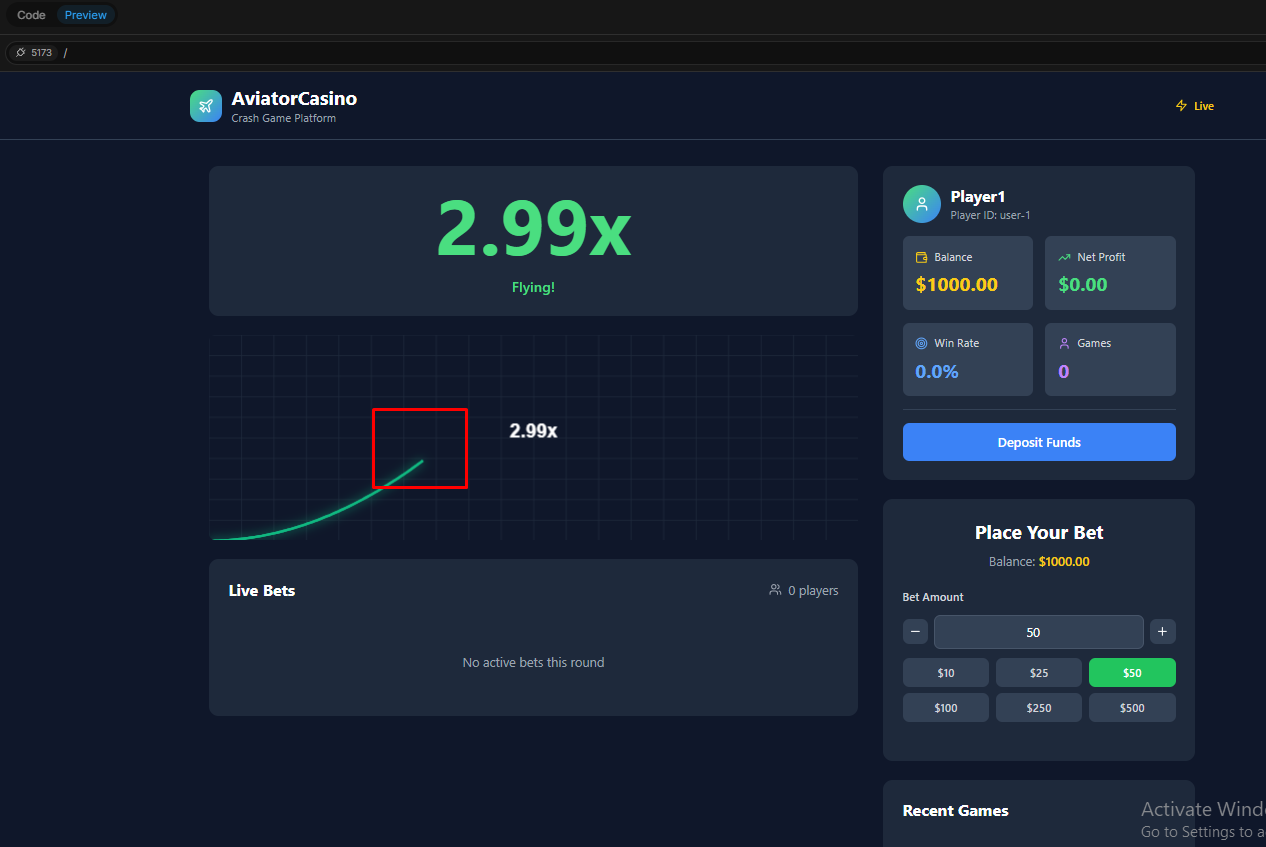 Code Preview
5173 /
AviatorCasino
Crash Game Platform
Live
2.99x
Flying!
2.99x
Live Bets
0 players
No active bets this round
Player1
Player ID: user-1
Balance
$1000.00
Net Profit
$0.00
Win Rate
0.0%
Games
0
Deposit Funds
Place Your Bet
Balance: $1000.00
Bet Amount
− 50 +
$10 $25 $50
$100 $250 $500
Recent Games
Activate Wind
Go to Settings to a